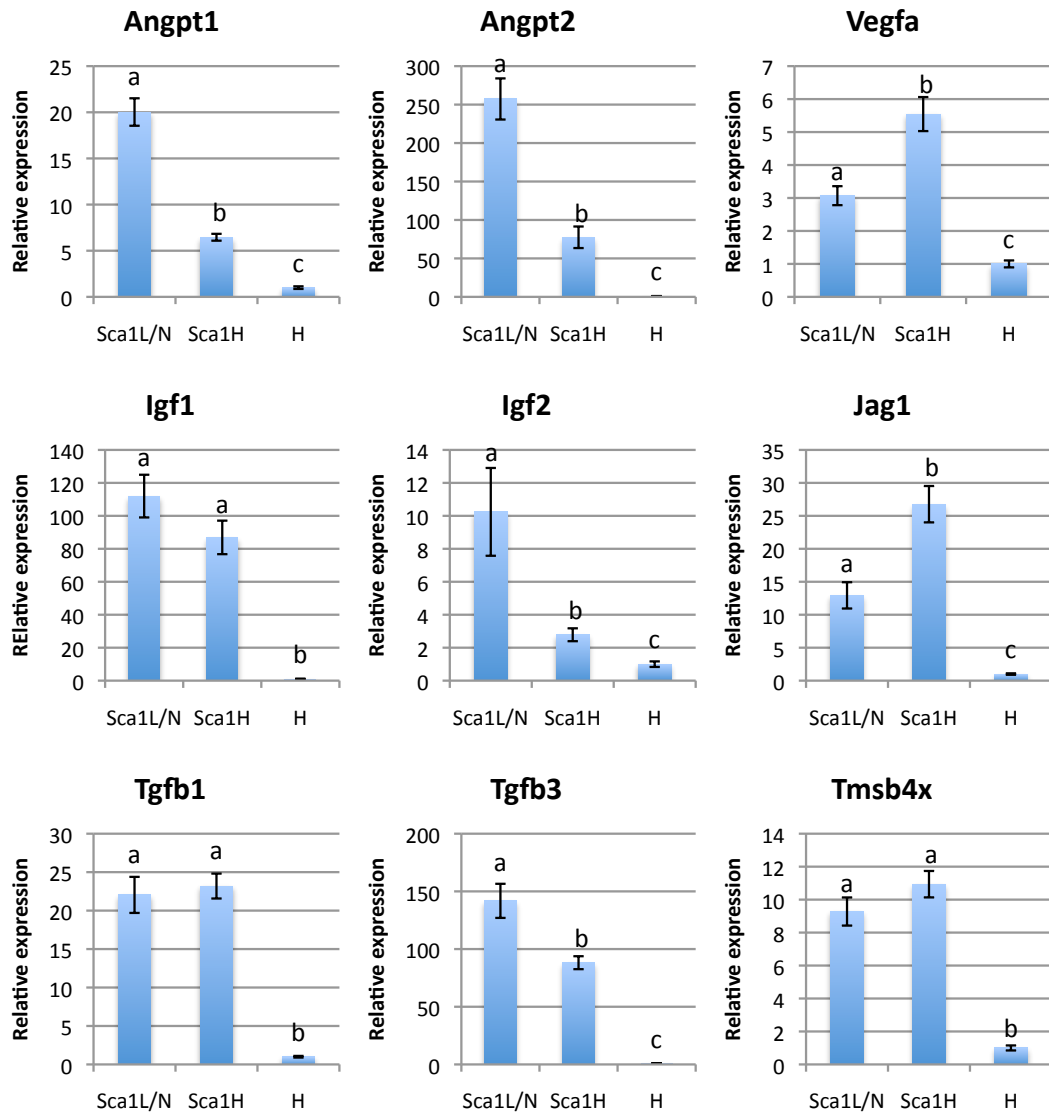 Angpt1
Relative expression
25
20
15
10
5
0
a
b
c
Sca1L/N Sca1H H
Angpt2
Relative expression
300
250
200
150
100
50
0
a
b
c
Sca1L/N Sca1H H
Vegfa
Relative expression
7
6
5
4
3
2
1
0
a
b
c
Sca1L/N Sca1H H
Igf1
RElative expression
140
120
100
80
60
40
20
0
a
a
b
Sca1L/N Sca1H H
Igf2
Relative expression
14
12
10
8
6
4
2
0
a
b
c
Sca1L/N Sca1H H
Jag1
Relative expression
35
30
25
20
15
10
5
0
a
b
c
Sca1L/N Sca1H H
Tgfb1
Relative expression
30
25
20
15
10
5
0
a
a
b
Sca1L/N Sca1H H
Tgfb3
Relative expression
200
150
100
50
0
a
b
c
Sca1L/N Sca1H H
Tmsb4x
Relative expression
14
12
10
8
6
4
2
0
a
a
b
Sca1L/N Sca1H H